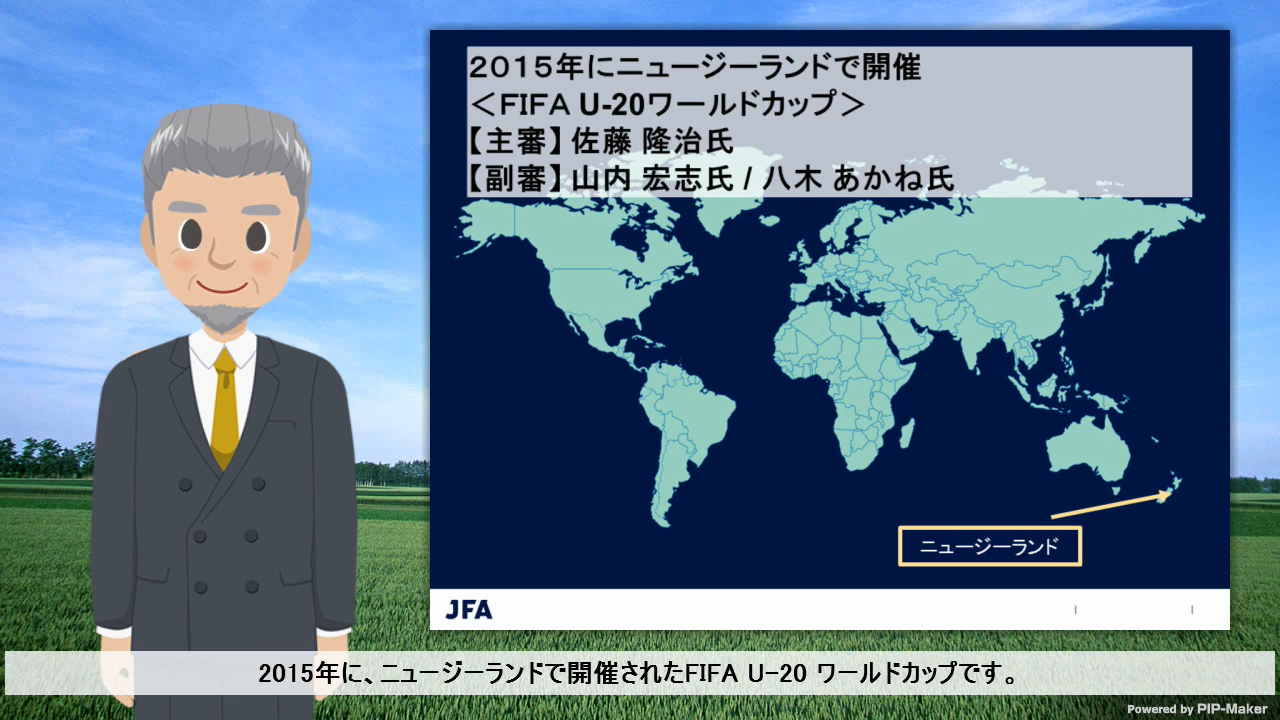 ２０１５年にニュージーランドで開催
＜FIFA U-20ワールドカップ＞
【主審】佐藤 隆治氏
【副審】山内 宏志氏 / 八木 あかね氏
ニュージーランド
JFA
2015年に、ニュージーランドで開催されたFIFA U-20 ワールドカップです。
Powered by PIP-Maker